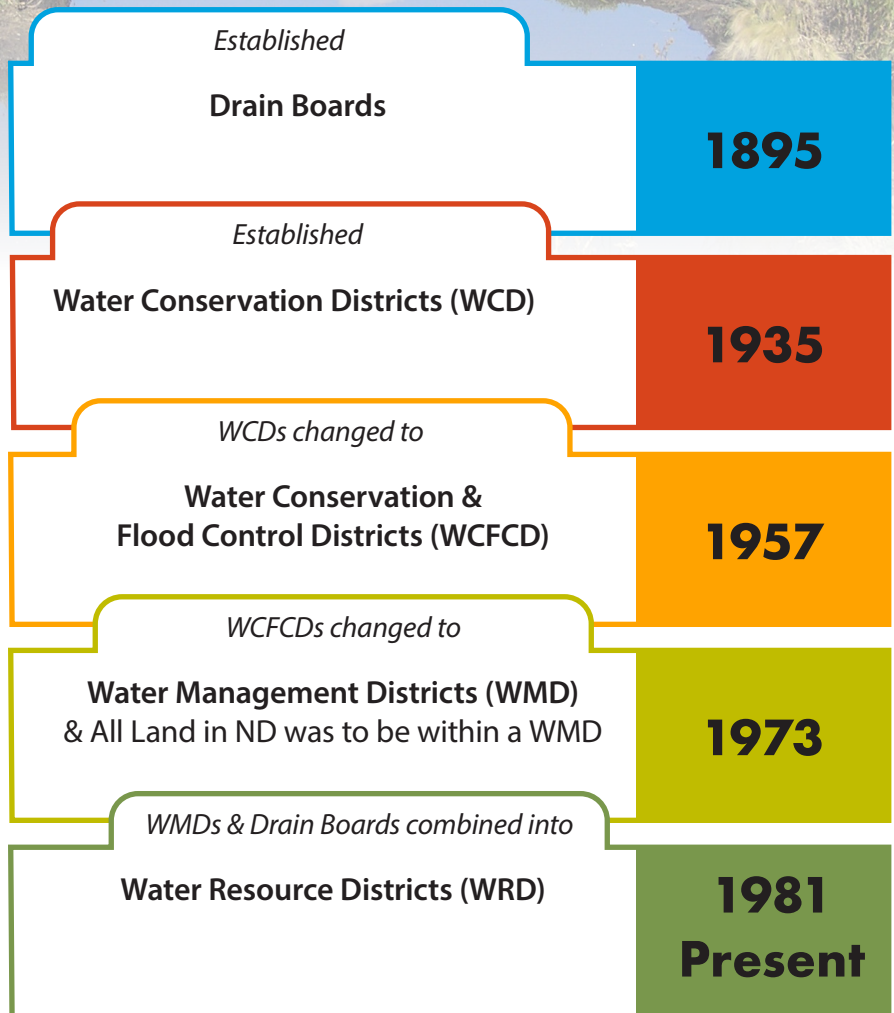 Established
Drain Boards
1895
Established
Water Conservation Districts (WCD)
1935
WCDs changed to
Water Conservation &
Flood Control Districts (WCFCD)
1957
WCFCDs changed to
Water Management Districts (WMD)
& All Land in ND was to be within a WMD
1973
WMDs & Drain Boards combined into
Water Resource Districts (WRD)
1981
Present